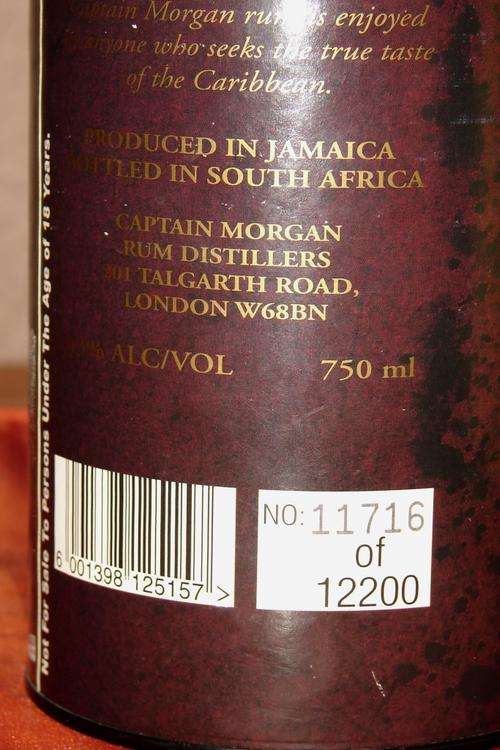 Captain Morgan rum is enjoyed
anyone who seeks the true taste
of the Caribbean.
PRODUCED IN JAMAICA
BOTTLED IN SOUTH AFRICA
CAPTAIN MORGAN
RUM DISTILLERS
TALGARTH ROAD,
LONDON W68BN
ALC/VOL 750 ml
6 001398 125157 >
NO: 11716
of
12200
Not For Sale To Persons Under The Age of 18 Years.